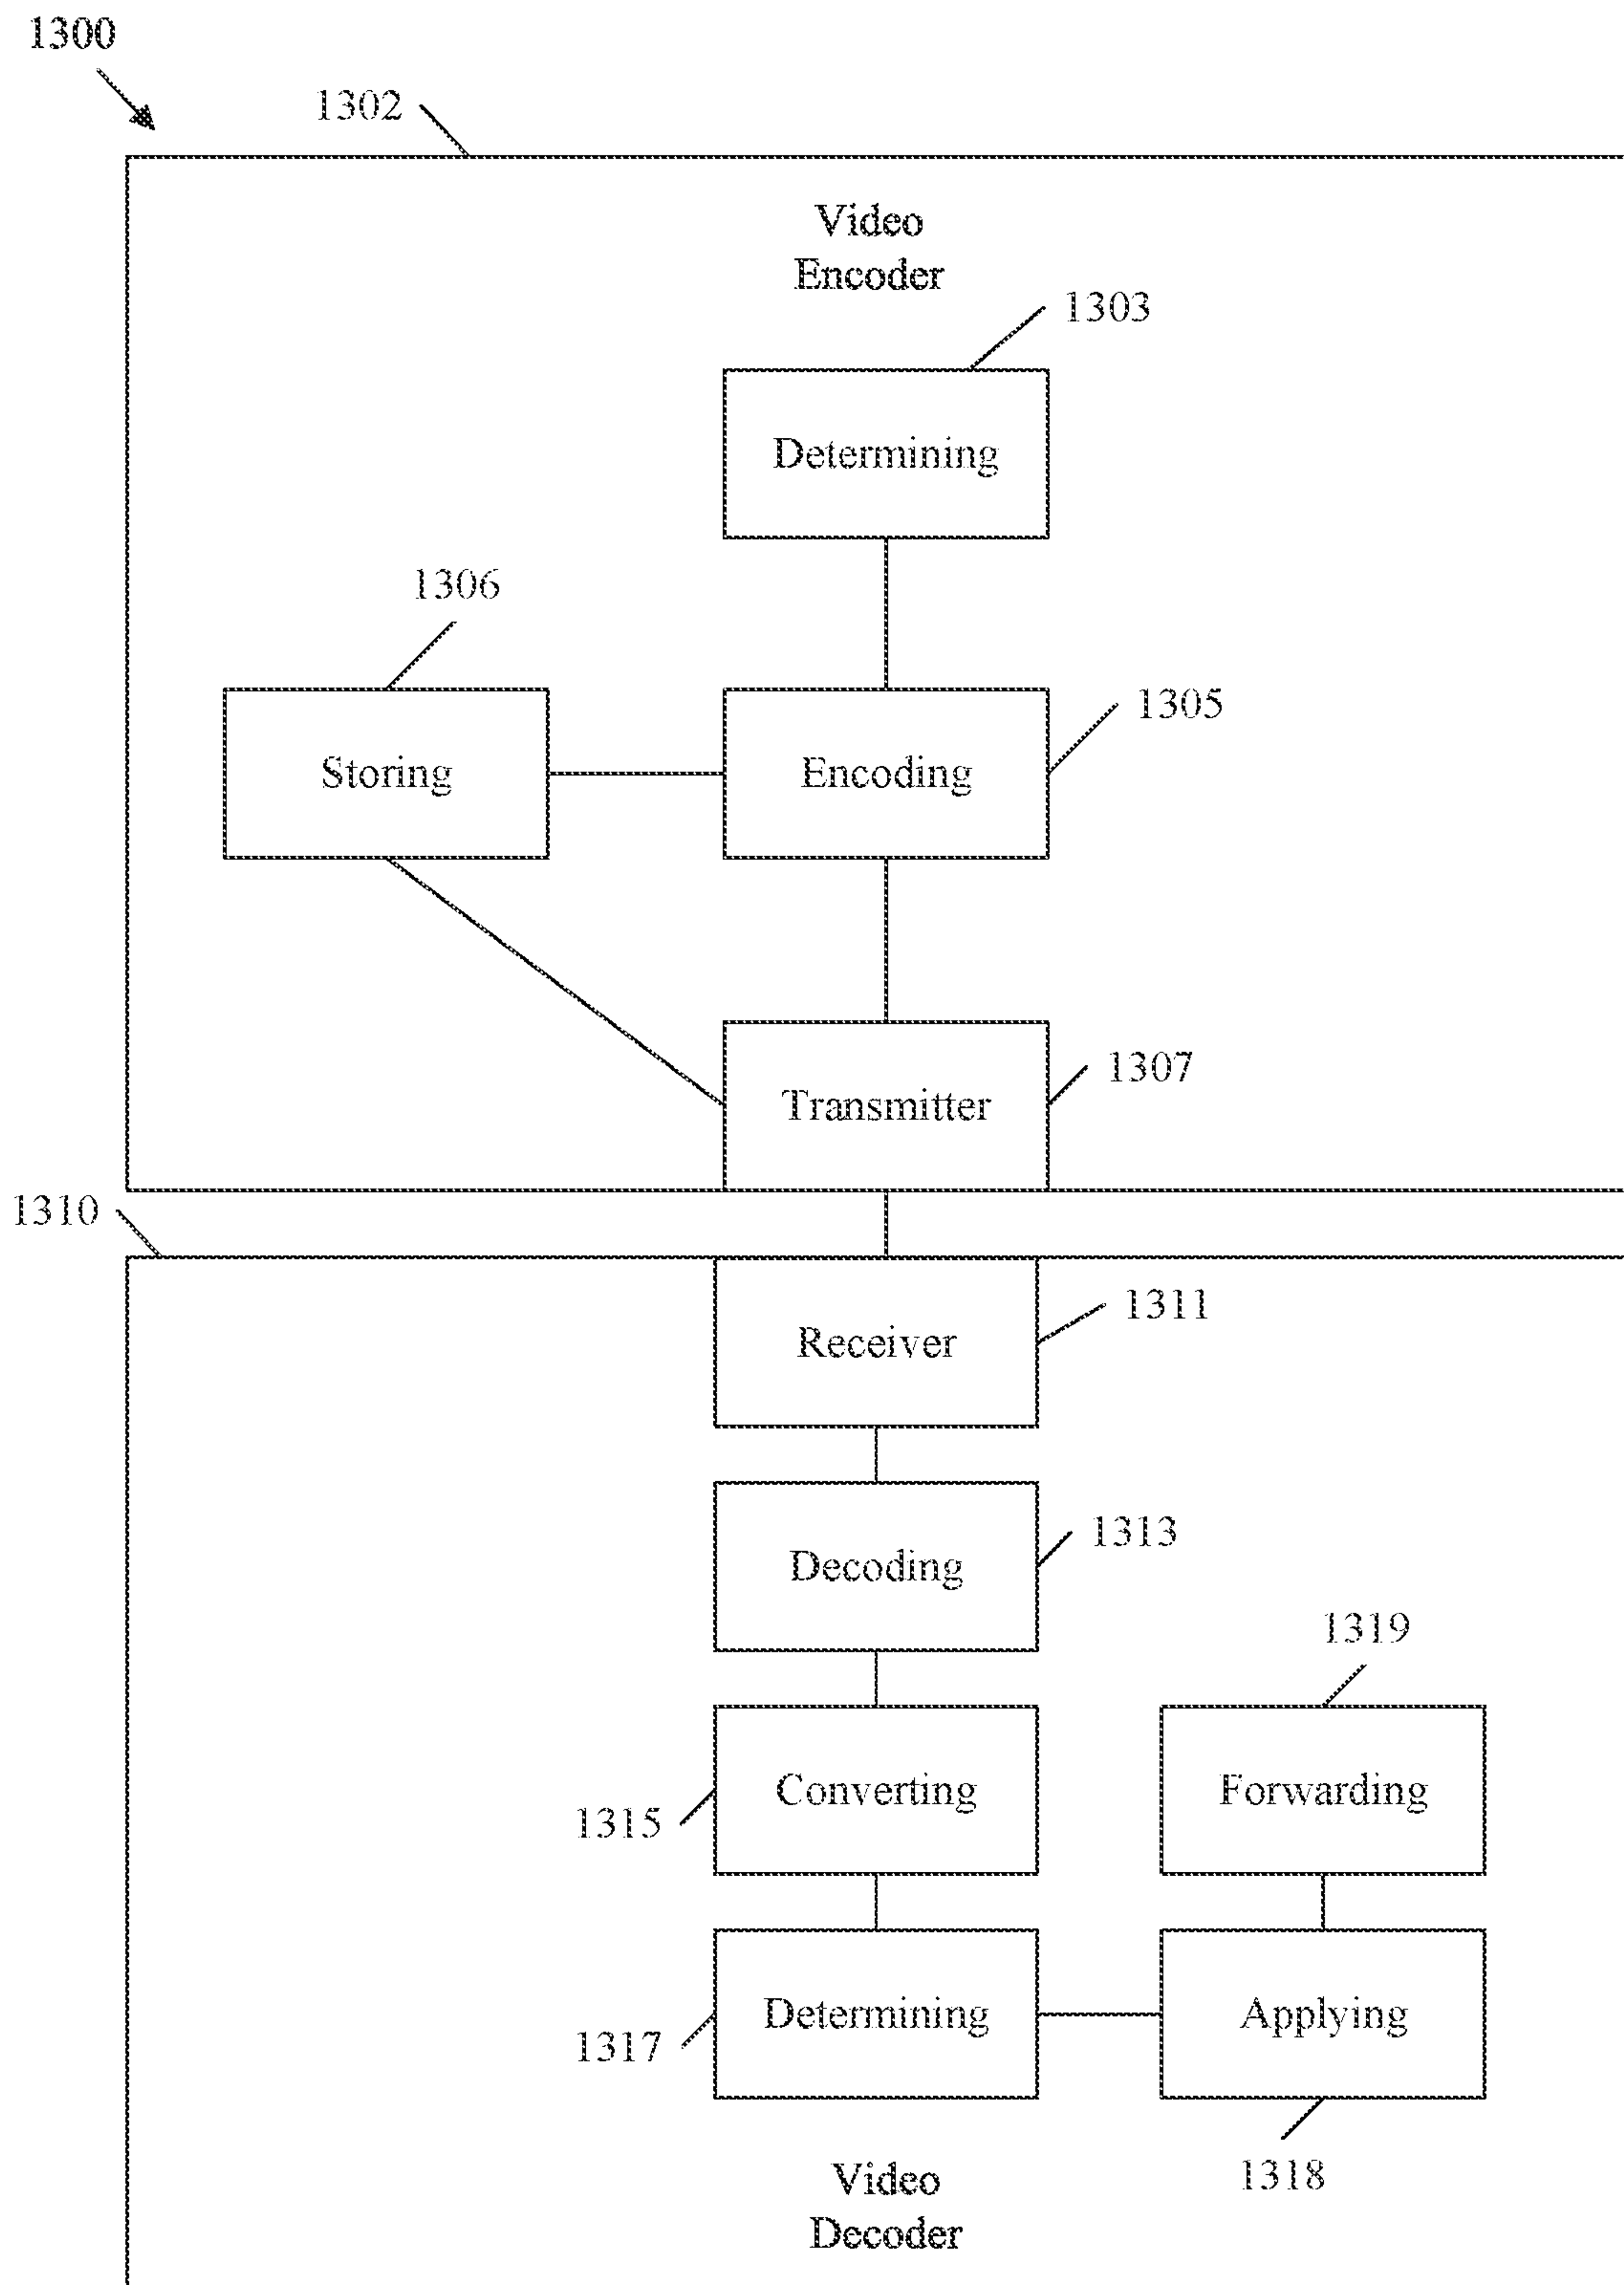 1300
1302
Video
Encoder
1303
Determining
1306
1305
Storing
Encoding
1307
Transmitter
1310
1311
Receiver
1313
Decoding
1319
Converting
Forwarding
1315
Determining
Applying
1317
1318
Video
Decoder